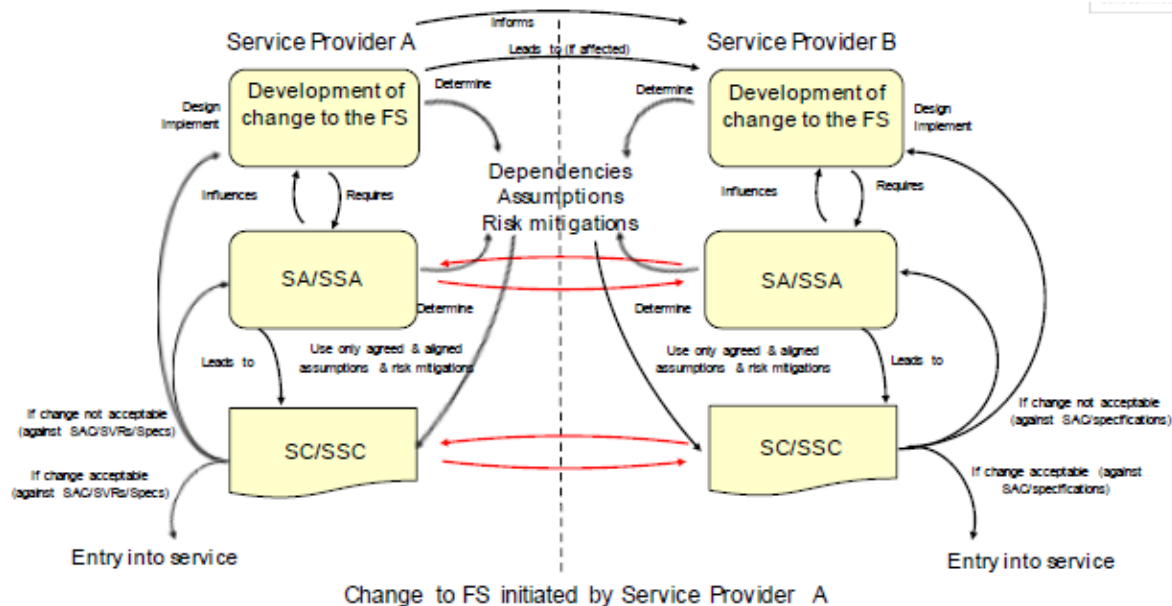 Informs
Service Provider A
Service Provider B
Leads to (if affected)
Development of
change to the FS
Determine
Determine
Development of
change to the FS
Design
Implement
Design
Implement
Dependencies
Assumptions
Risk mitigations
Influences
Requires
Influences
Requires
SA/SSA
SA/SSA
Determine
Determine
Leads to
Use only agreed & aligned
assumptions & risk mitigations
Use only agreed & aligned
assumptions & risk mitigations
Leads to
If change not acceptable
(against SAC/SVRs/Specs)
If change not acceptable
(against SAC/specifications)
SC/SSC
SC/SSC
If change acceptable
(against SAC/SVRs/Specs)
If change acceptable (against
SAC/specifications)
Entry into service
Entry into service
Change to FS initiated by Service Provider A